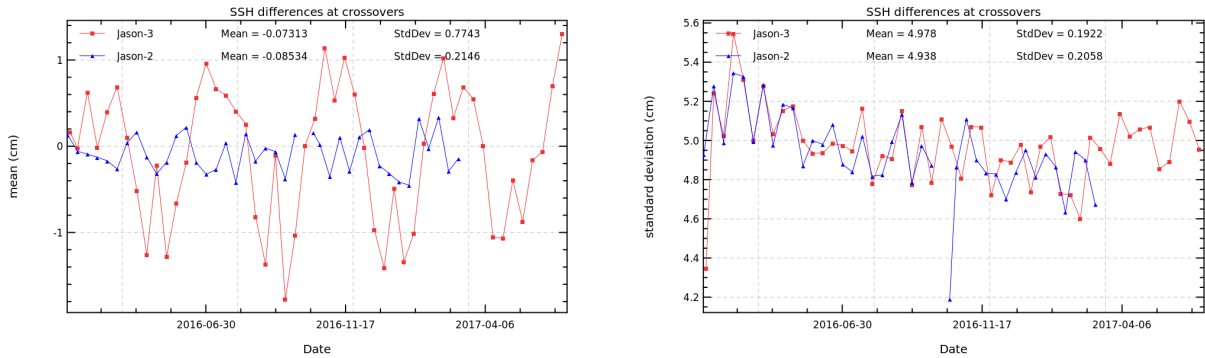 SSH differences at crossovers
Jason-3 Mean = -0.07313 StdDev = 0.7743
Jason-2 Mean = -0.08534 StdDev = 0.2146
1
0
-1
mean (cm)
2016-06-30 2016-11-17 2017-04-06
Date
SSH differences at crossovers
Jason-3 Mean = 4.978 StdDev = 0.1922
Jason-2 Mean = 4.938 StdDev = 0.2058
5.6
5.4
5.2
5.0
4.8
4.6
4.4
4.2
standard deviation (cm)
2016-06-30 2016-11-17 2017-04-06
Date